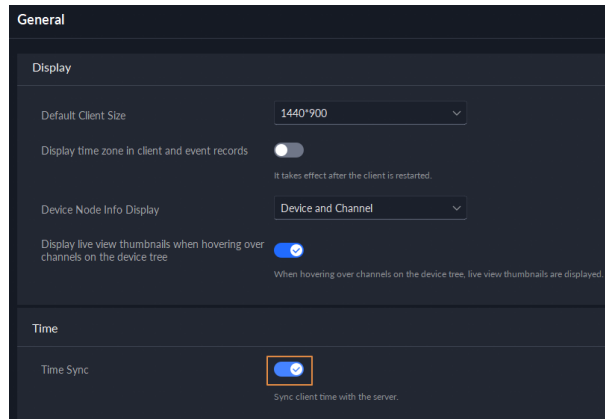 General
Display
Default Client Size
1440*900
Display time zone in client and event records
It takes effect after the client is restarted.
Device Node Info Display
Device and Channel
Display live view thumbnails when hovering over
channels on the device tree
When hovering over channels on the device tree, live view thumbnails are displayed.
Time
Time Sync
Sync client time with the server.